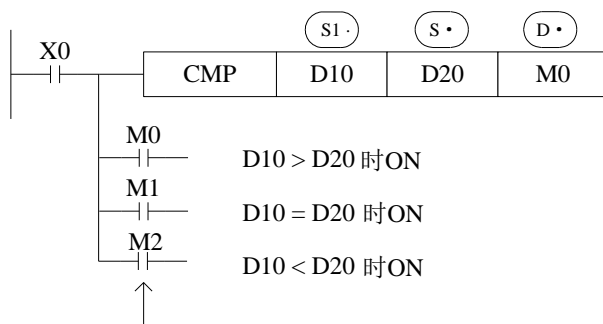 S1· S• D•
X0
CMP D10 D20 M0
M0 D10 > D20 时ON
M1 D10 = D20 时ON
M2 D10 < D20 时ON